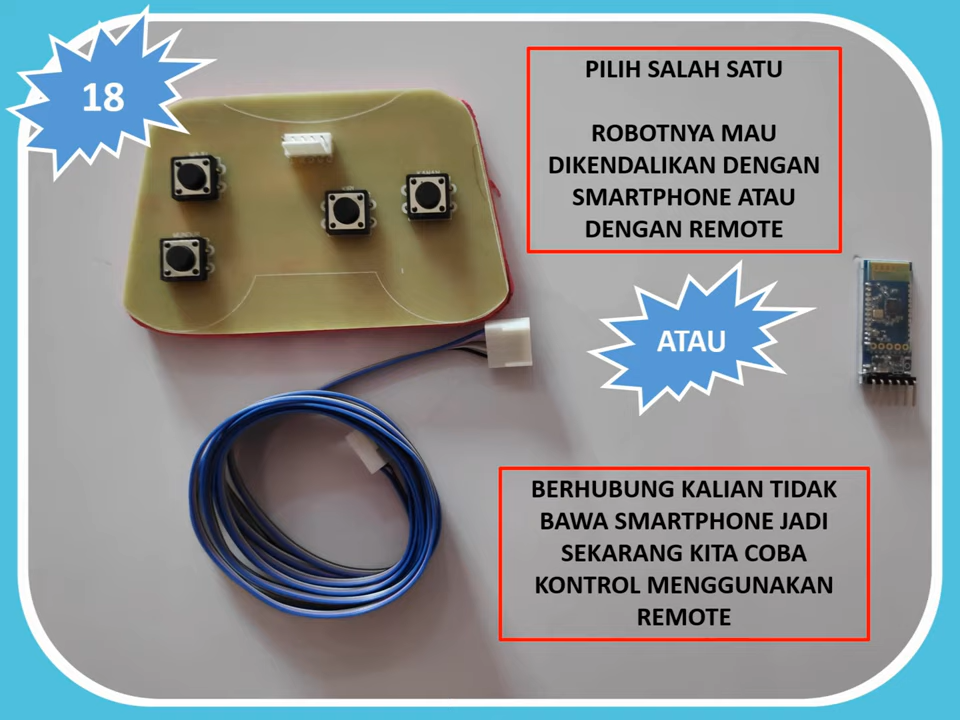 18
PILIH SALAH SATU
ROBOTNYA MAU
DIKENDALIKAN DENGAN
SMARTPHONE ATAU
DENGAN REMOTE
ATAU
BERHUBUNG KALIAN TIDAK
BAWA SMARTPHONE JADI
SEKARANG KITA COBA
KONTROL MENGGUNAKAN
REMOTE